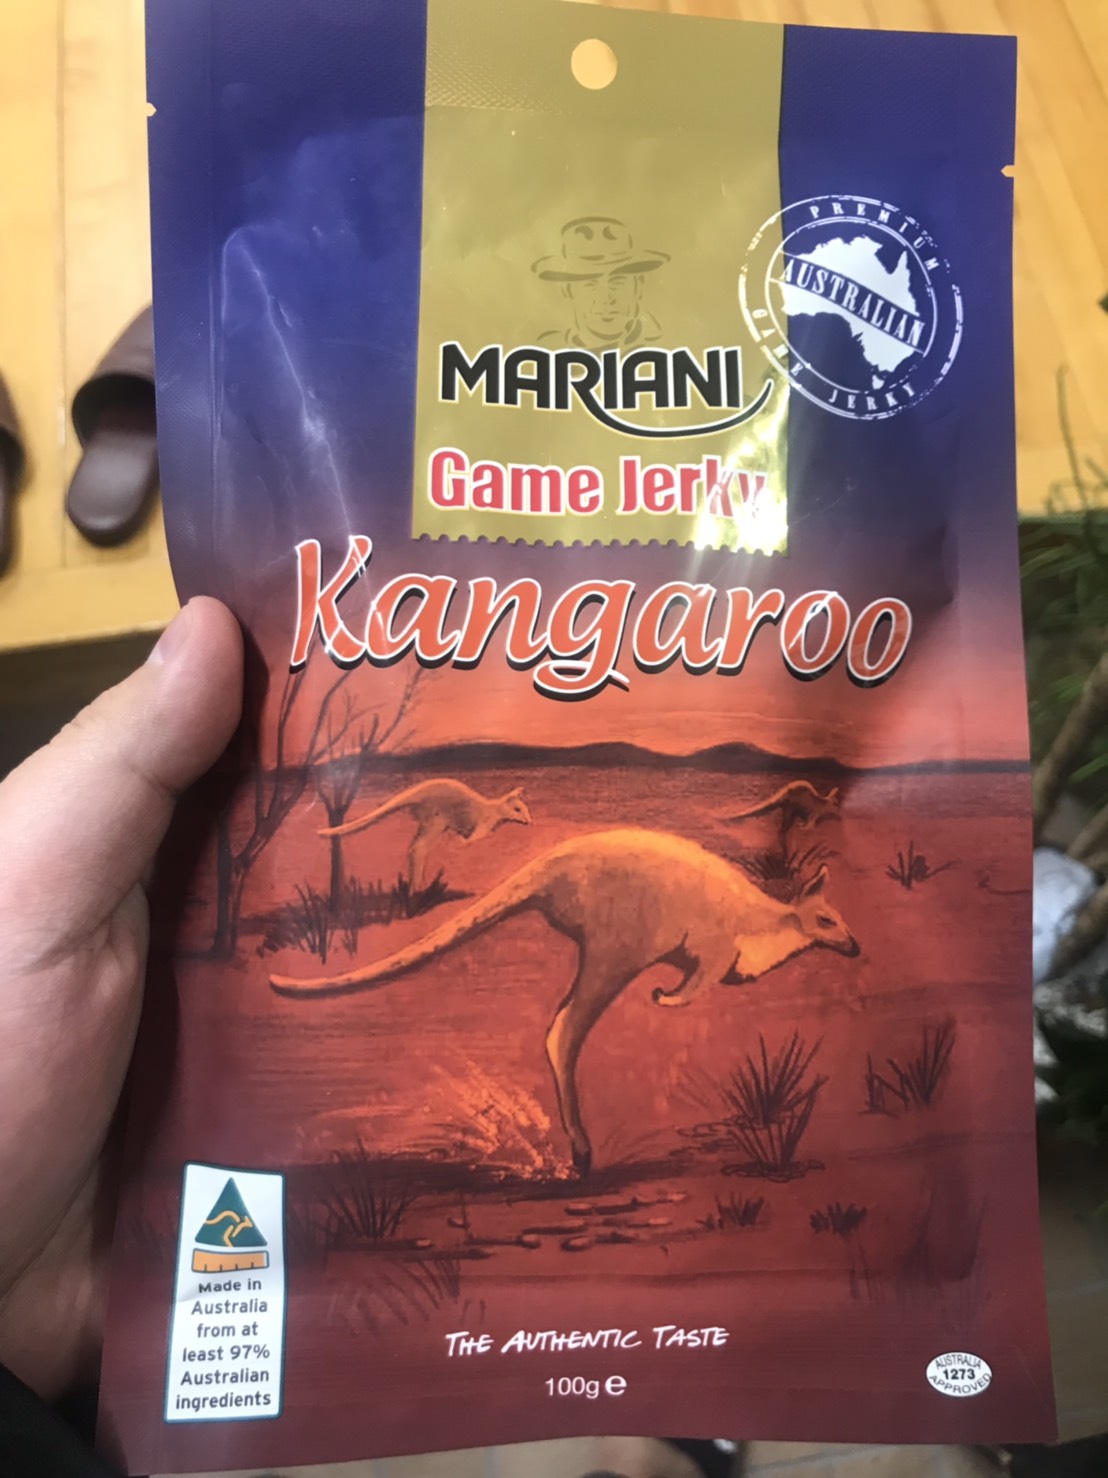 PREMIUM
AUSTRALIAN
GAME JERKY
MARIANI
Game Jerky
Kangaroo
Made in
Australia
from at
least 97%
Australian
ingredients
THE AUTHENTIC TASTE
100g e
AUSTRALIA
1273
APPROVED